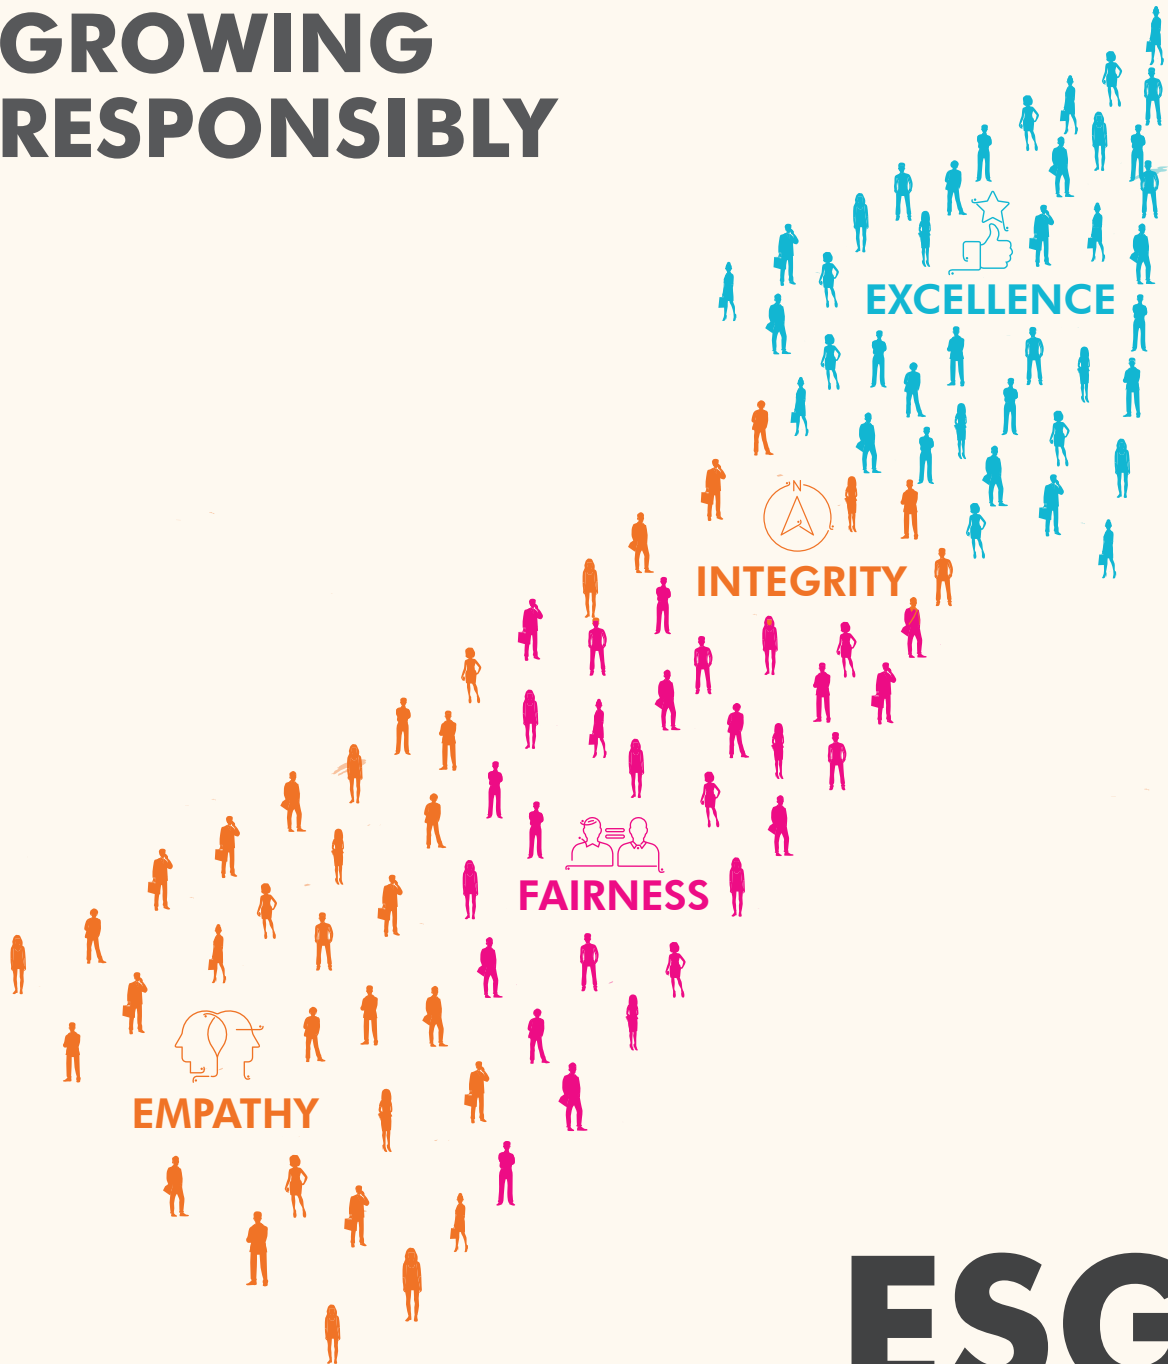 GROWING
RESPONSIBLY
EXCELLENCE
N
INTEGRITY
FAIRNESS
EMPATHY
ESG